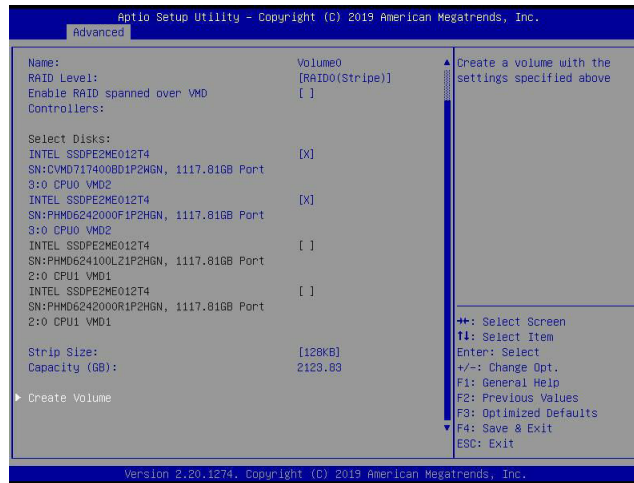 Aptio Setup Utility – Copyright (C) 2019 American Megatrends, Inc.
Advanced
Name: Volume0
RAID Level: [RAID0(Stripe)]
Enable RAID spanned over VMD [ ]
Controllers:
Select Disks:
INTEL SSDPE2ME012T4 [X]
SN:CVMD717400BD1P2WGN, 1117.81GB Port
3:0 CPU0 VMD2
INTEL SSDPE2ME012T4 [X]
SN:PHMD6242000F1P2HGN, 1117.81GB Port
3:0 CPU0 VMD2
INTEL SSDPE2ME012T4 [ ]
SN:PHMD624100LZ1P2HGN, 1117.81GB Port
2:0 CPU1 VMD1
INTEL SSDPE2ME012T4 [ ]
SN:PHMD6242000R1P2HGN, 1117.81GB Port
2:0 CPU1 VMD1
Strip Size: [128KB]
Capacity (GB): 2123.83
Create Volume
Create a volume with the
settings specified above
→←: Select Screen
↑↓: Select Item
Enter: Select
+/-: Change Opt.
F1: General Help
F2: Previous Values
F3: Optimized Defaults
F4: Save & Exit
ESC: Exit
Version 2.20.1274. Copyright (C) 2019 American Megatrends, Inc.